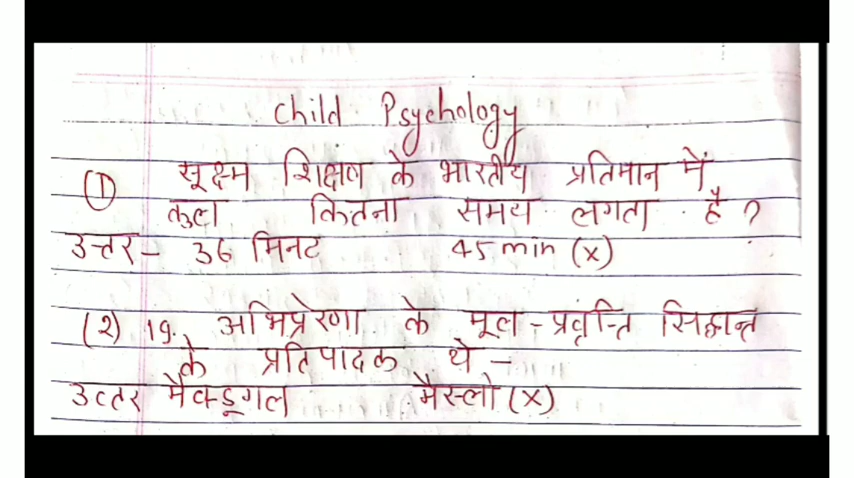 Child Psychology
(1) सूक्ष्म शिक्षण के भारतीय प्रतिमान में
कुल कितना समय लगता है ?
उत्तर - 36 मिनट 45 min (x)
(2) 19. अभिप्रेरणा के मूल - प्रवृत्ति सिद्धान्त
के प्रतिपादक थे -
उत्तर मैक्डूगल मैस्लो (x)